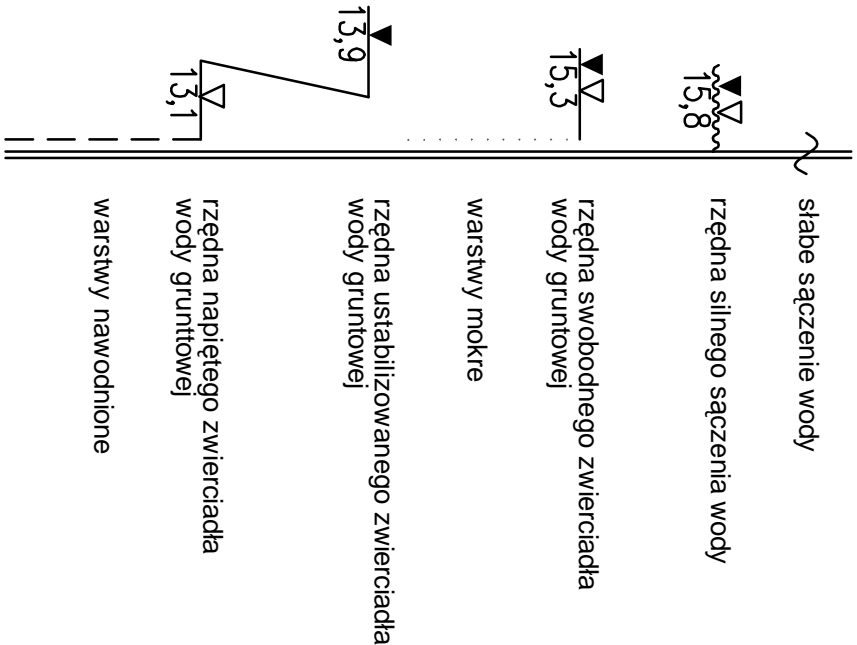 słabe sączenie wody
15,8
rzędna silnego sączenia wody
15,3
rzędna swobodnego zwierciadła
wody gruntowej
warstwy mokre
13,9
rzędna ustabilizowanego zwierciadła
wody gruntowej
13,1
rzędna napiętego zwierciadła
wody grunttowej
warstwy nawodnione